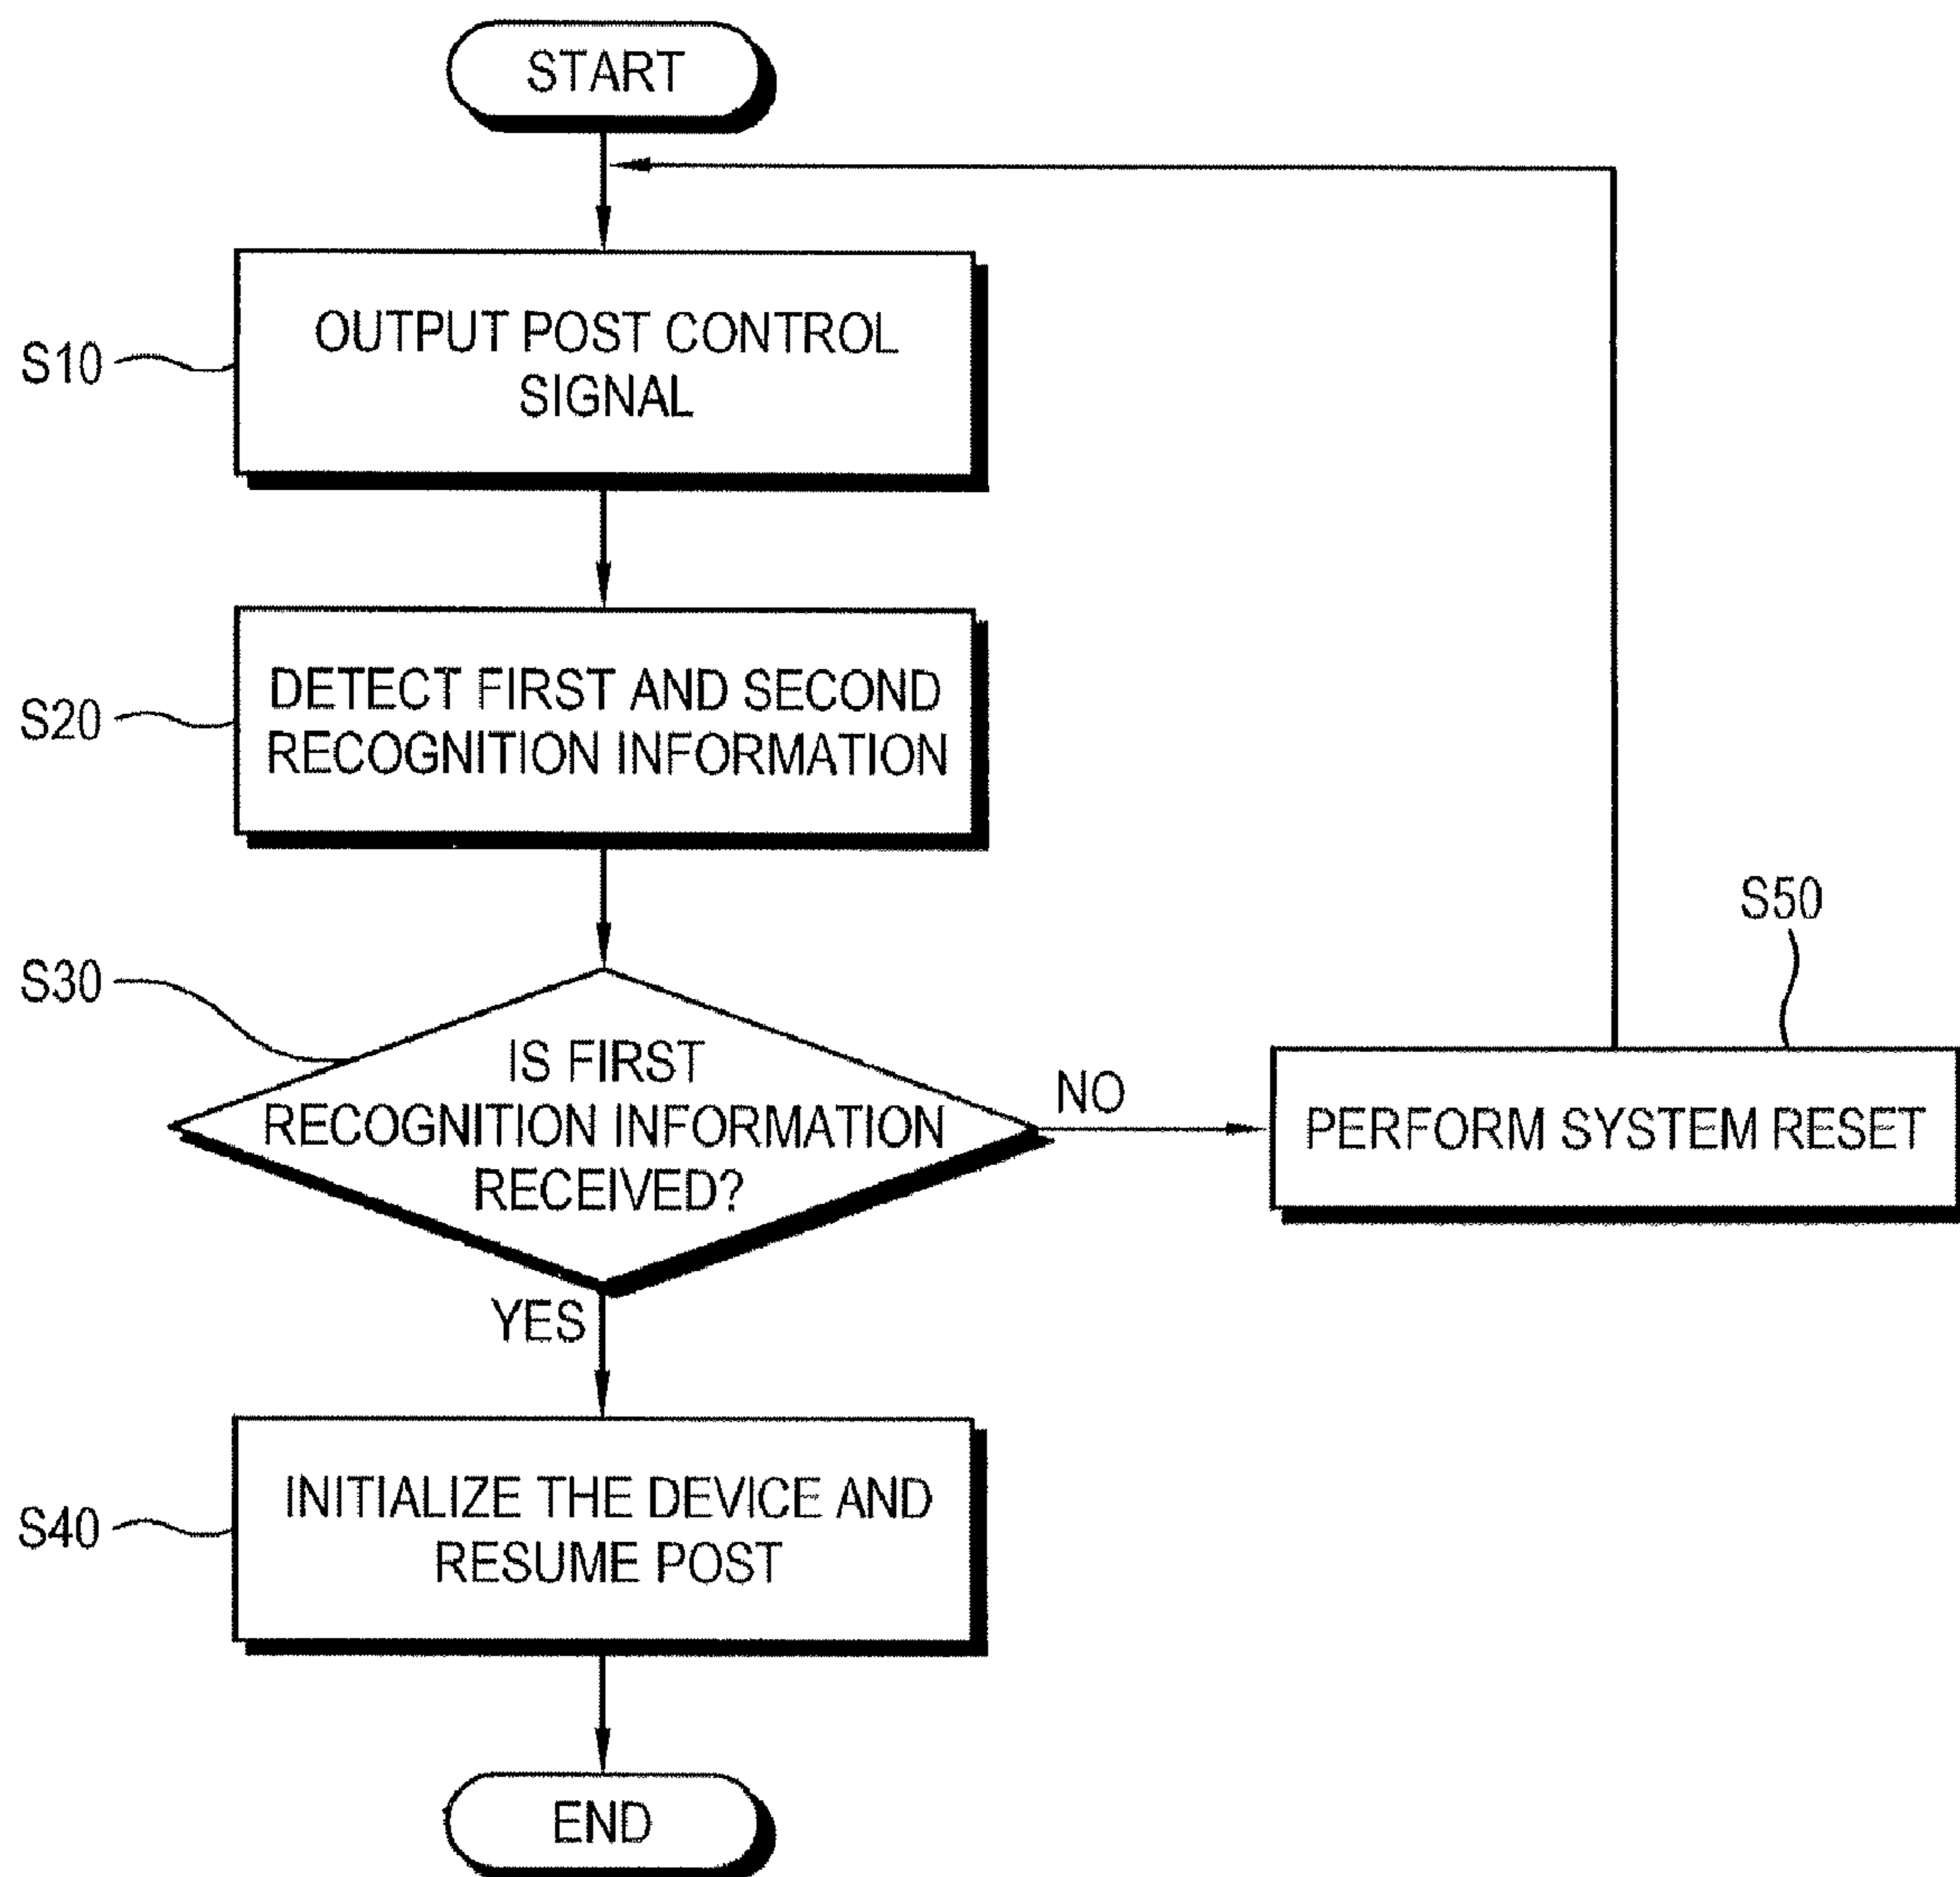 START
S10
OUTPUT POST CONTROL
SIGNAL
S20
DETECT FIRST AND SECOND
RECOGNITION INFORMATION
S30
IS FIRST
RECOGNITION INFORMATION
RECEIVED?
NO
S50
PERFORM SYSTEM RESET
YES
S40
INITIALIZE THE DEVICE AND
RESUME POST
END